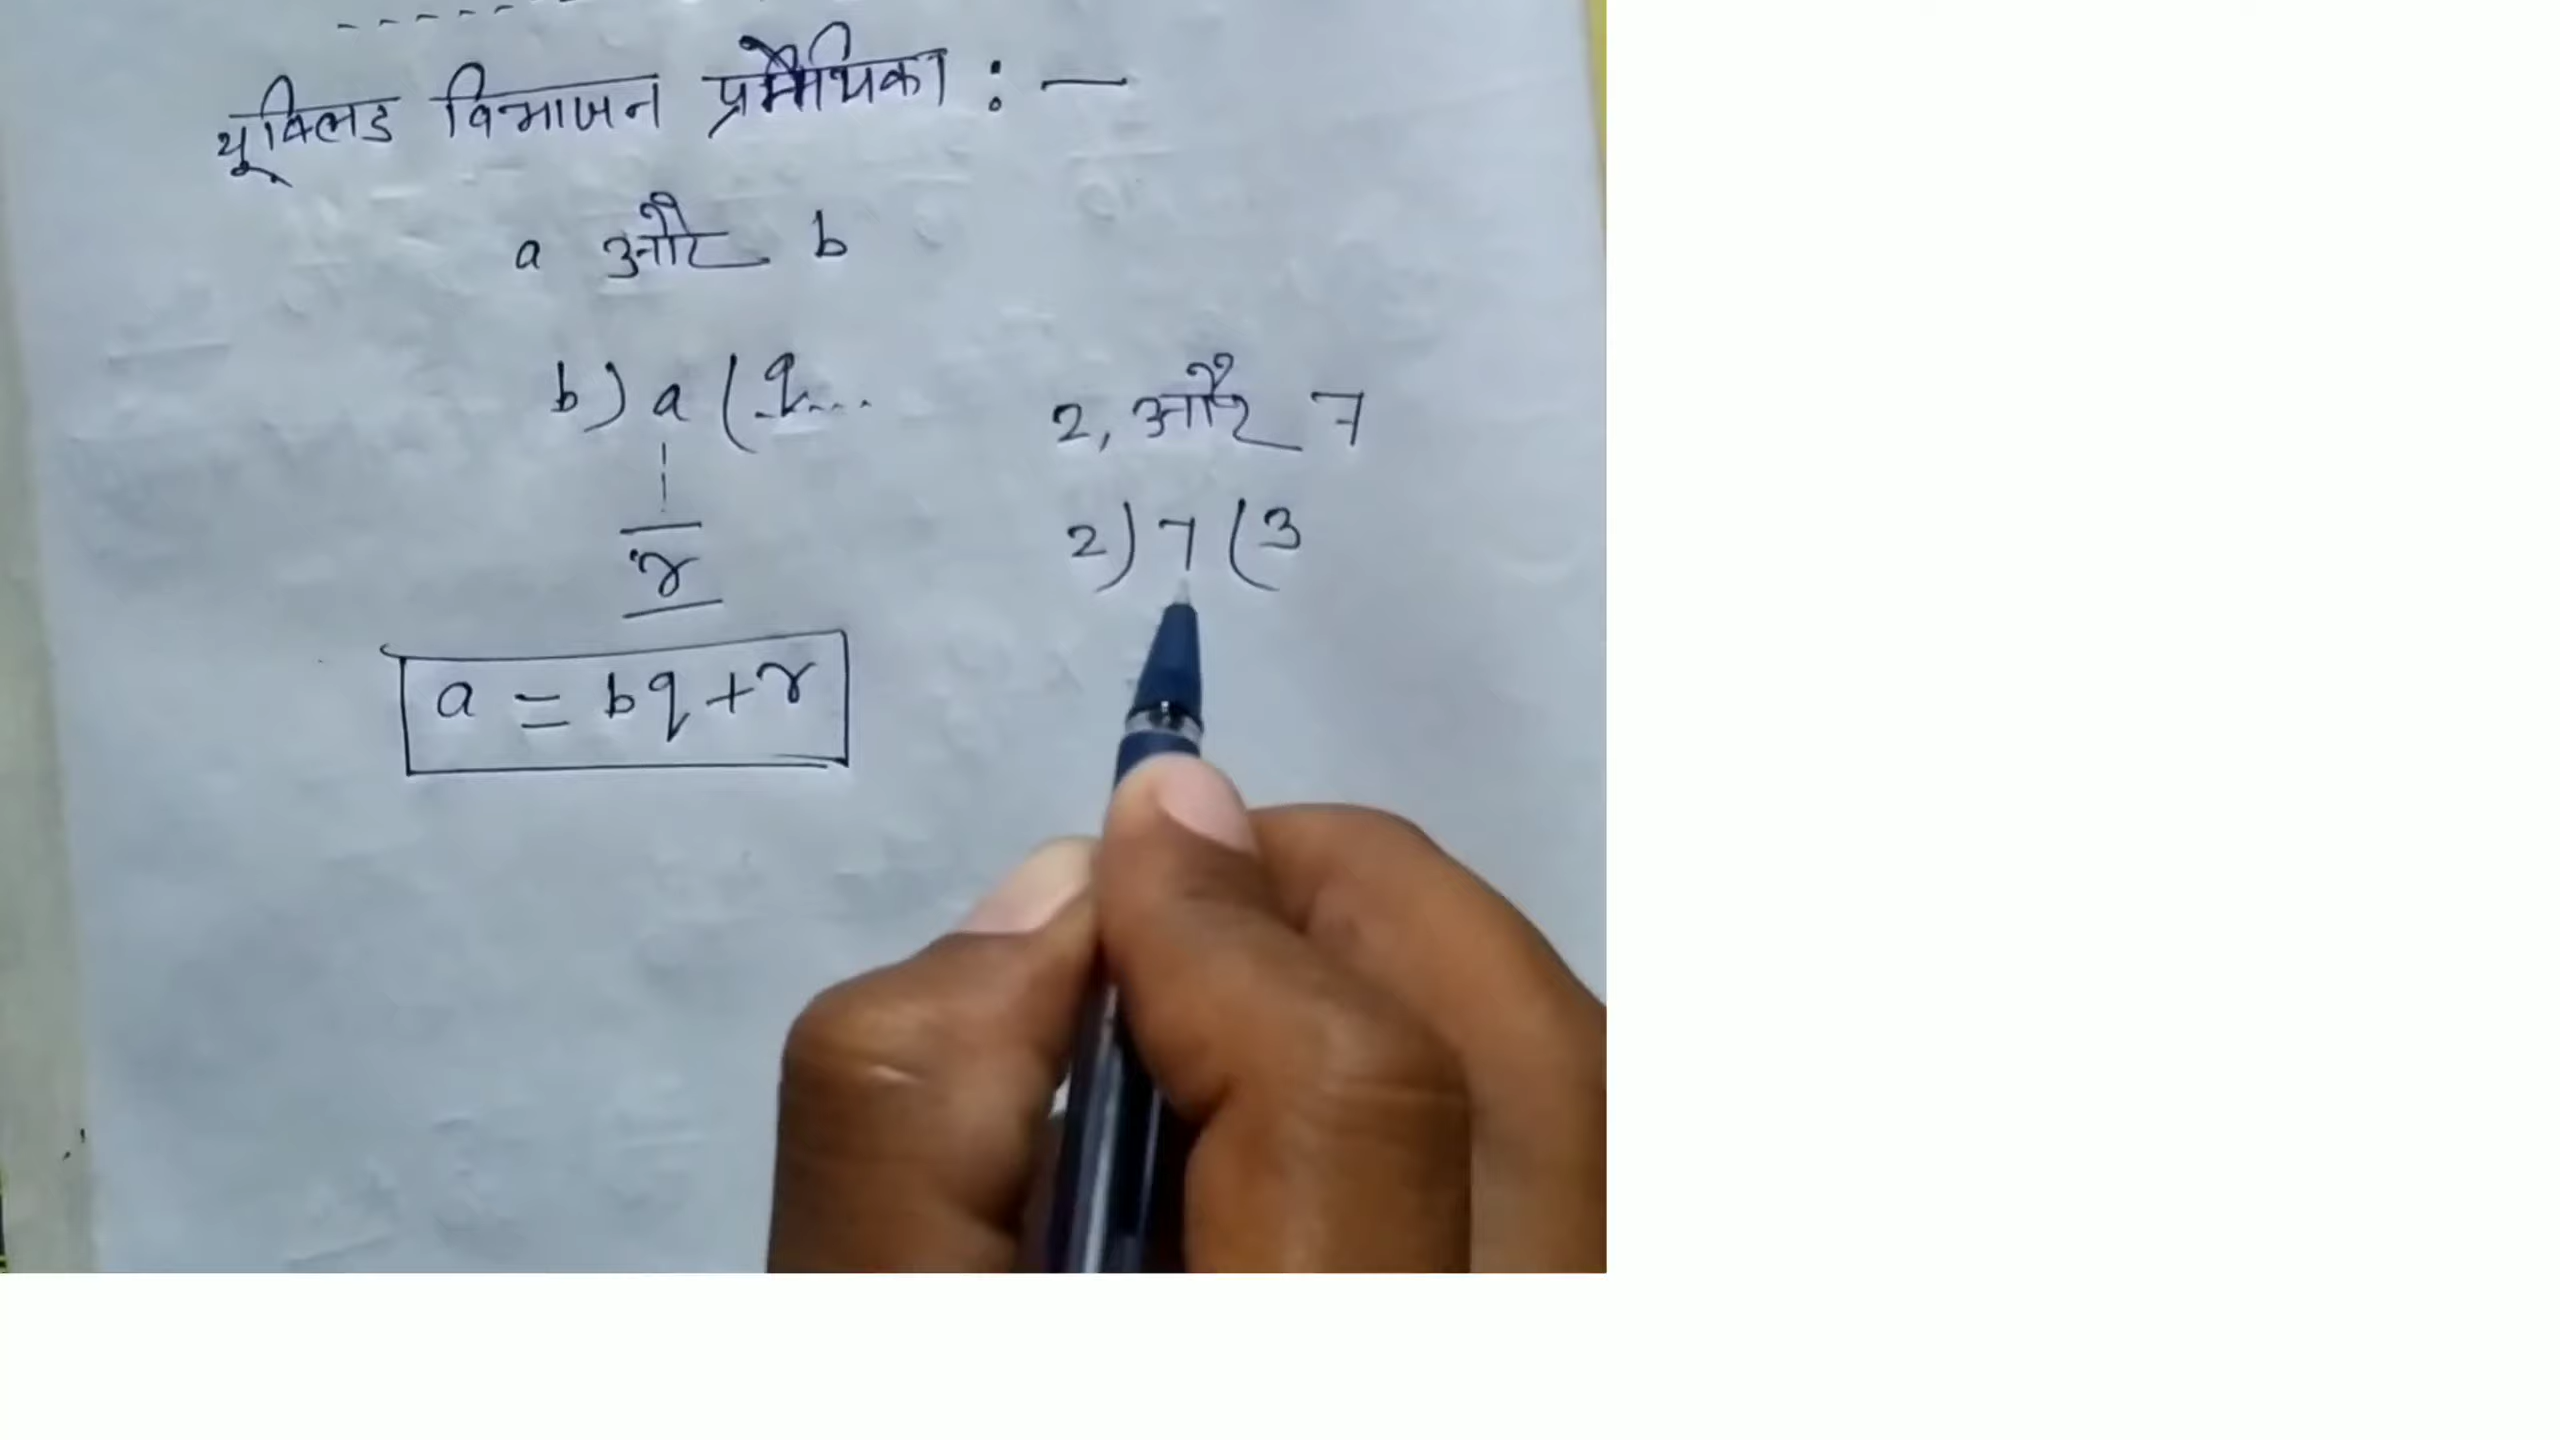 यूक्लिड विभाजन प्रमेयिका : —
a और b
b) a ( q
r
a = bq + r
2, और 7
2) 7 ( 3